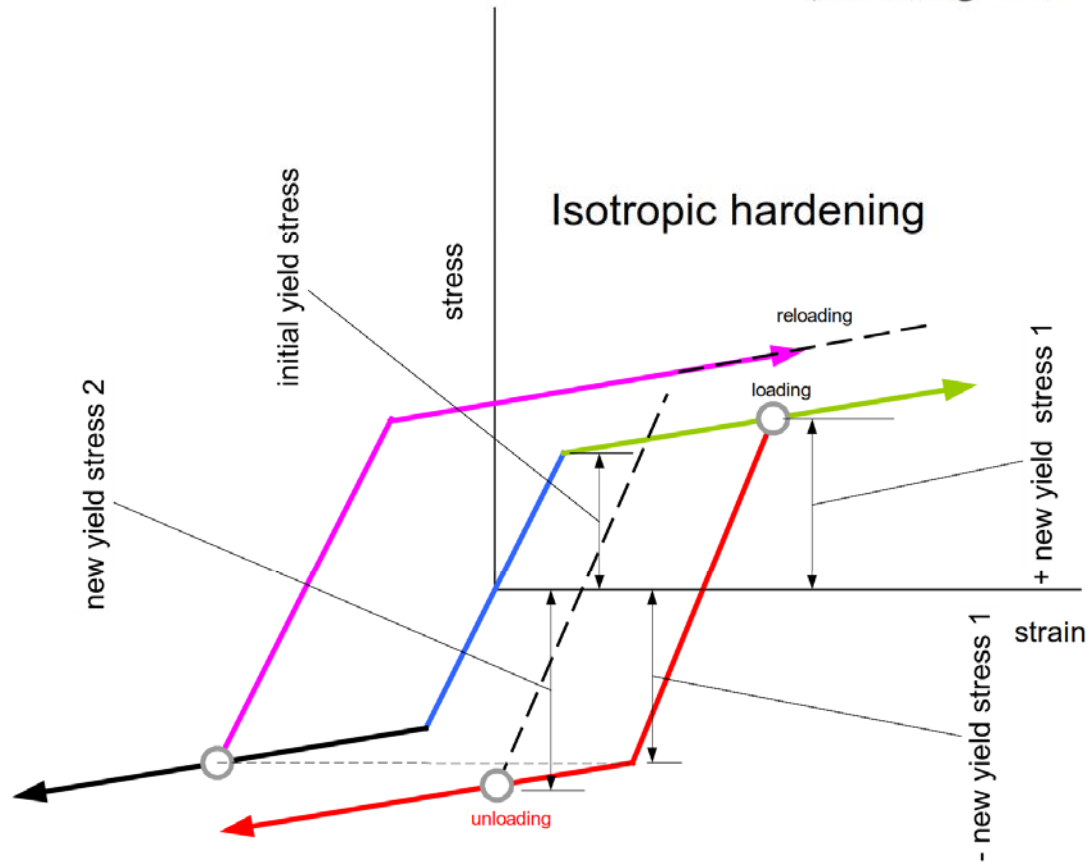 Isotropic hardening
stress
initial yield stress
new yield stress 2
reloading
loading
+ new yield  stress 1
strain
- new yield stress 1
unloading